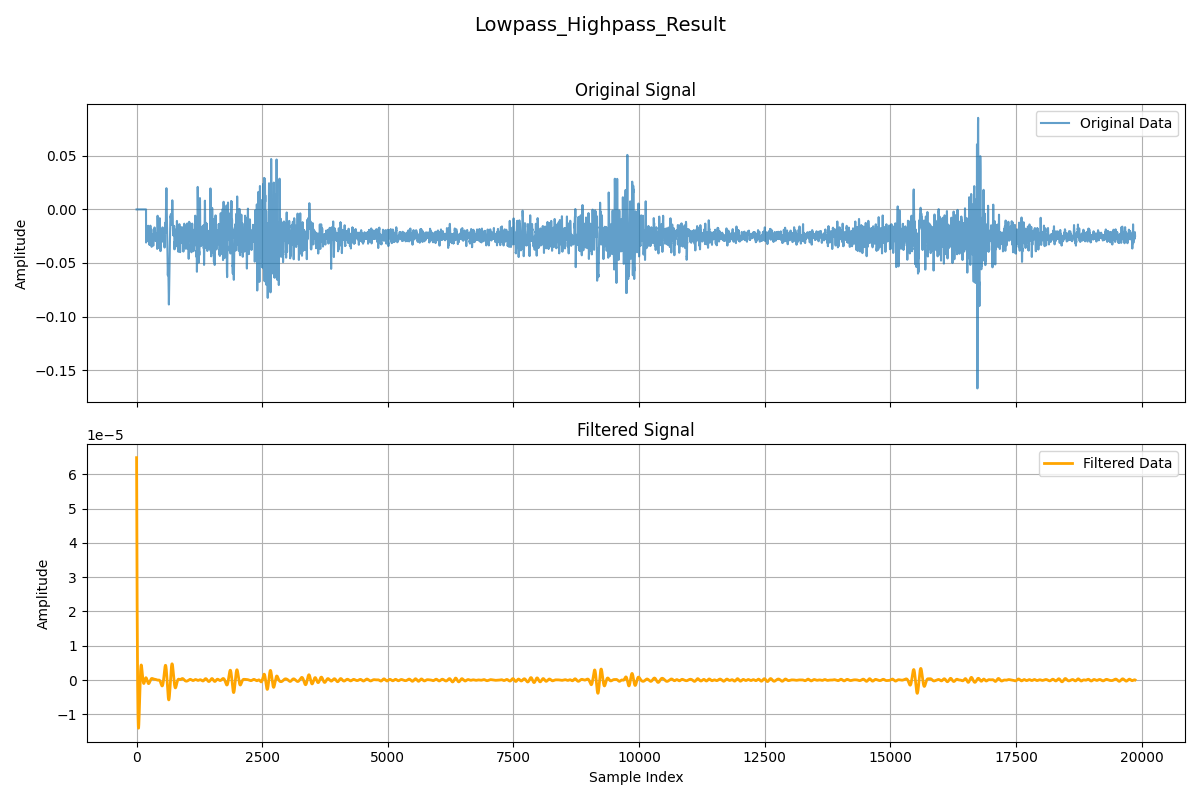 Lowpass_Highpass_Result
Original Signal
Original Data
0.05
0.00
−0.05
−0.10
−0.15
Amplitude
Filtered Signal
1e−5
Filtered Data
6
5
4
3
2
1
0
−1
Amplitude
0 2500 5000 7500 10000 12500 15000 17500 20000
Sample Index